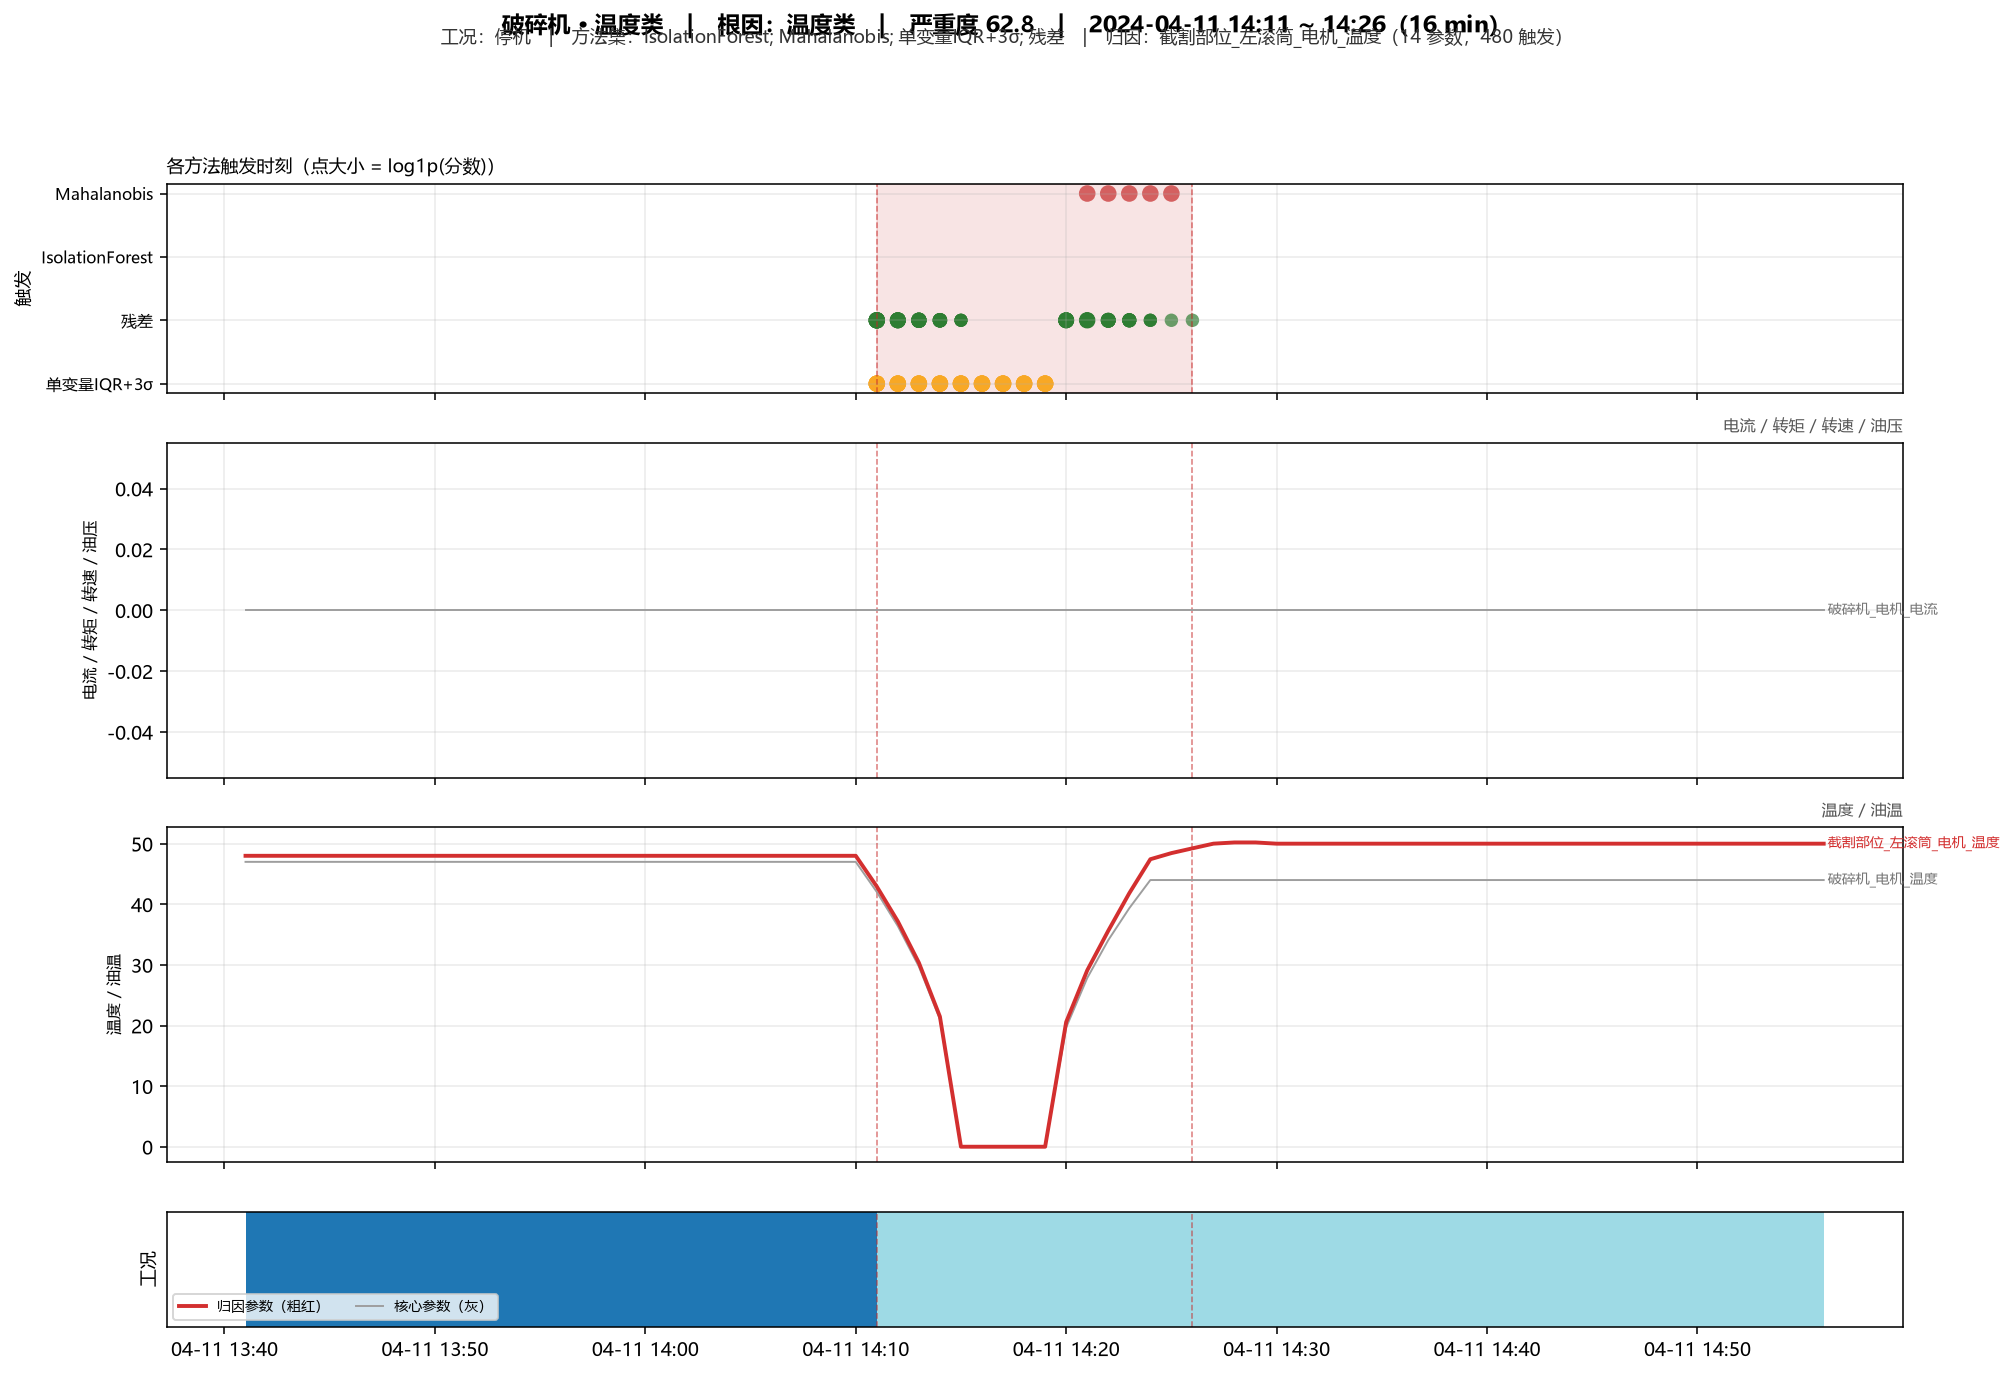 破碎机・温度类 | 根因：温度类 | 严重度 62.8 | 2024-04-11 14:11 ~ 14:26（16 min）
工况：停机 | 方法集：IsolationForest; Mahalanobis; 单变量IQR+3σ; 残差 | 归因：截割部位_左滚筒_电机_温度（14 参数，480 触发）
各方法触发时刻（点大小 = log1p(分数)）
触发
Mahalanobis
IsolationForest
残差
单变量IQR+3σ
电流 / 转矩 / 转速 / 油压
电流 / 转矩 / 转速 / 油压
0.04
0.02
0.00
-0.02
-0.04
破碎机_电机_电流
温度 / 油温
温度 / 油温
50
40
30
20
10
0
截割部位_左滚筒_电机_温度
破碎机_电机_温度
工况
归因参数（粗红）
核心参数（灰）
04-11 13:40 04-11 13:50 04-11 14:00 04-11 14:10 04-11 14:20 04-11 14:30 04-11 14:40 04-11 14:50